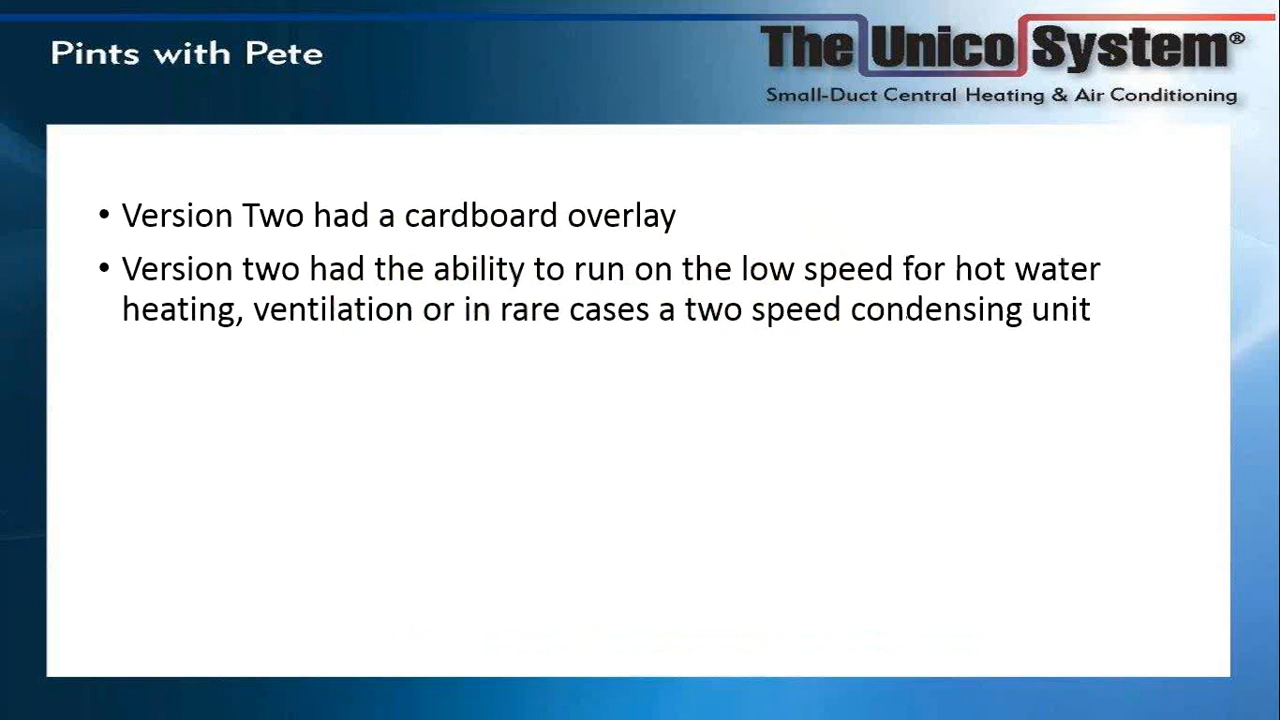 Pints with Pete
The Unico System®
Small-Duct Central Heating & Air Conditioning
• Version Two had a cardboard overlay
• Version two had the ability to run on the low speed for hot water
heating, ventilation or in rare cases a two speed condensing unit